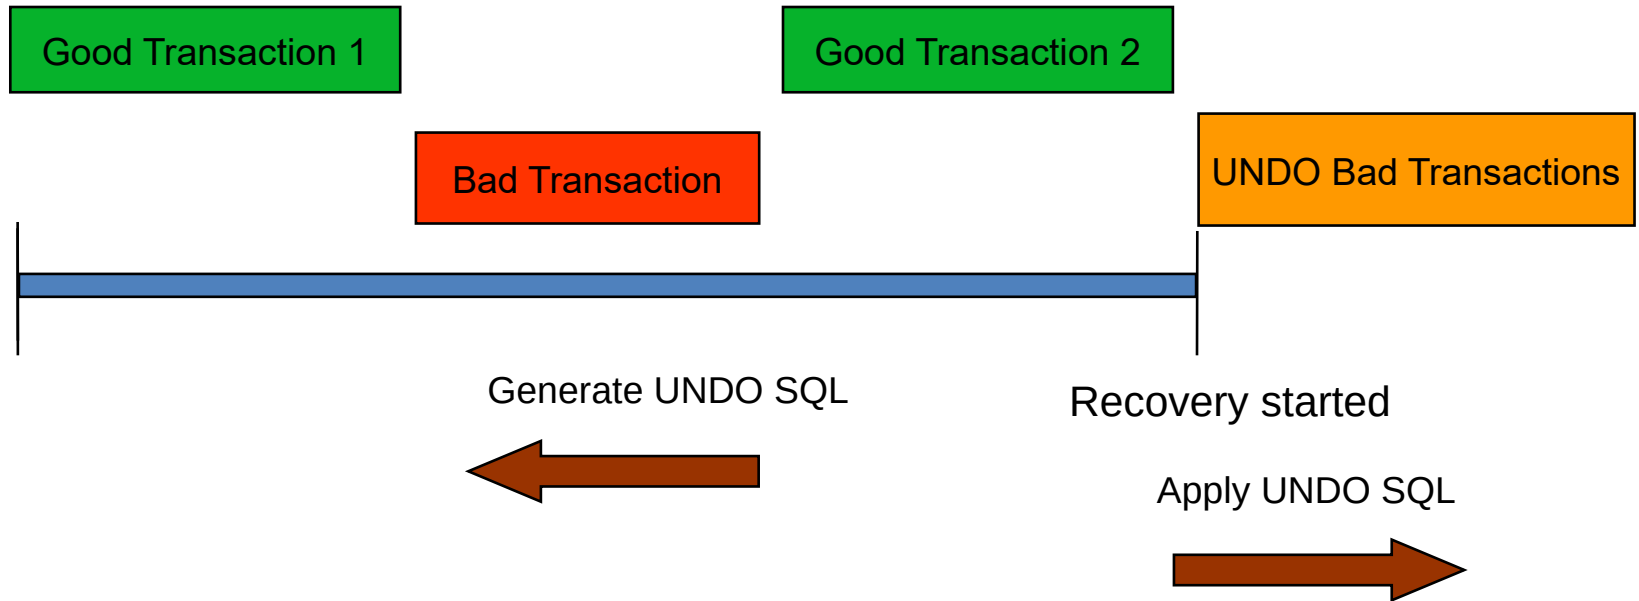 Good Transaction 1
Good Transaction 2
Bad Transaction
UNDO Bad Transactions
Generate UNDO SQL
Recovery started
Apply UNDO SQL